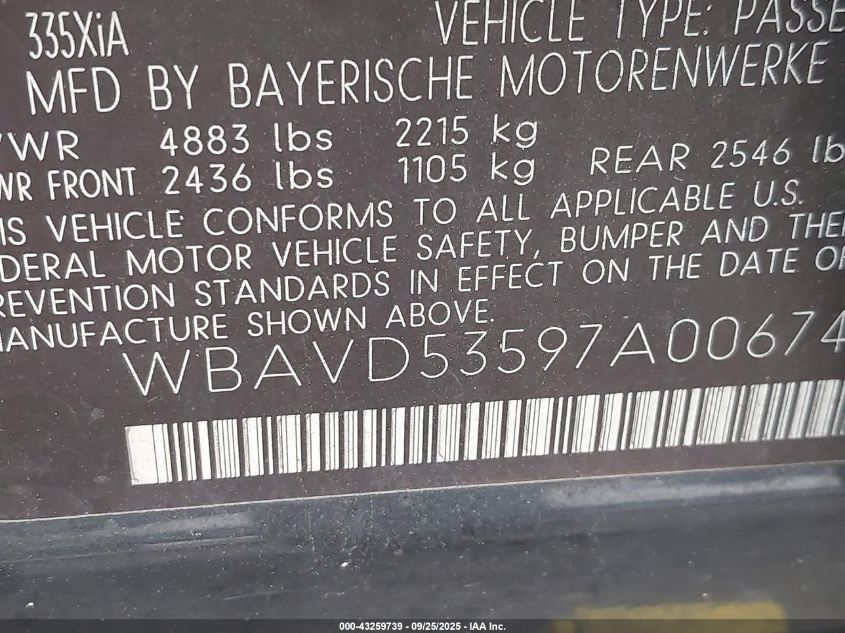 335XiA VEHICLE TYPE: PASSE
MFD BY BAYERISCHE MOTORENWERKE
VWR 4883 lbs 2215 kg
WR FRONT 2436 lbs 1105 kg REAR 2546 lb
IS VEHICLE CONFORMS TO ALL APPLICABLE U.S.
DERAL MOTOR VEHICLE SAFETY, BUMPER AND THE
REVENTION STANDARDS IN EFFECT ON THE DATE OF
MANUFACTURE SHOWN ABOVE.
WBAVD53597A00674
000-43259739 - 09/25/2025 - IAA Inc.